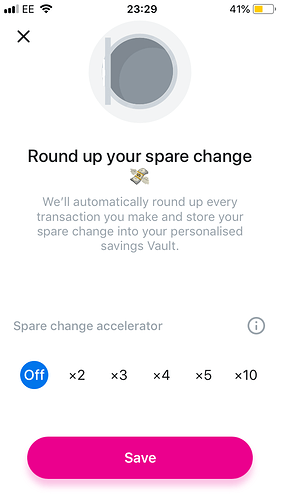 EE 23:29 41%
Round up your spare change
💸
We'll automatically round up every
transaction you make and store your
spare change into your personalised
savings Vault.
Spare change accelerator
Off ×2 ×3 ×4 ×5 ×10
Save